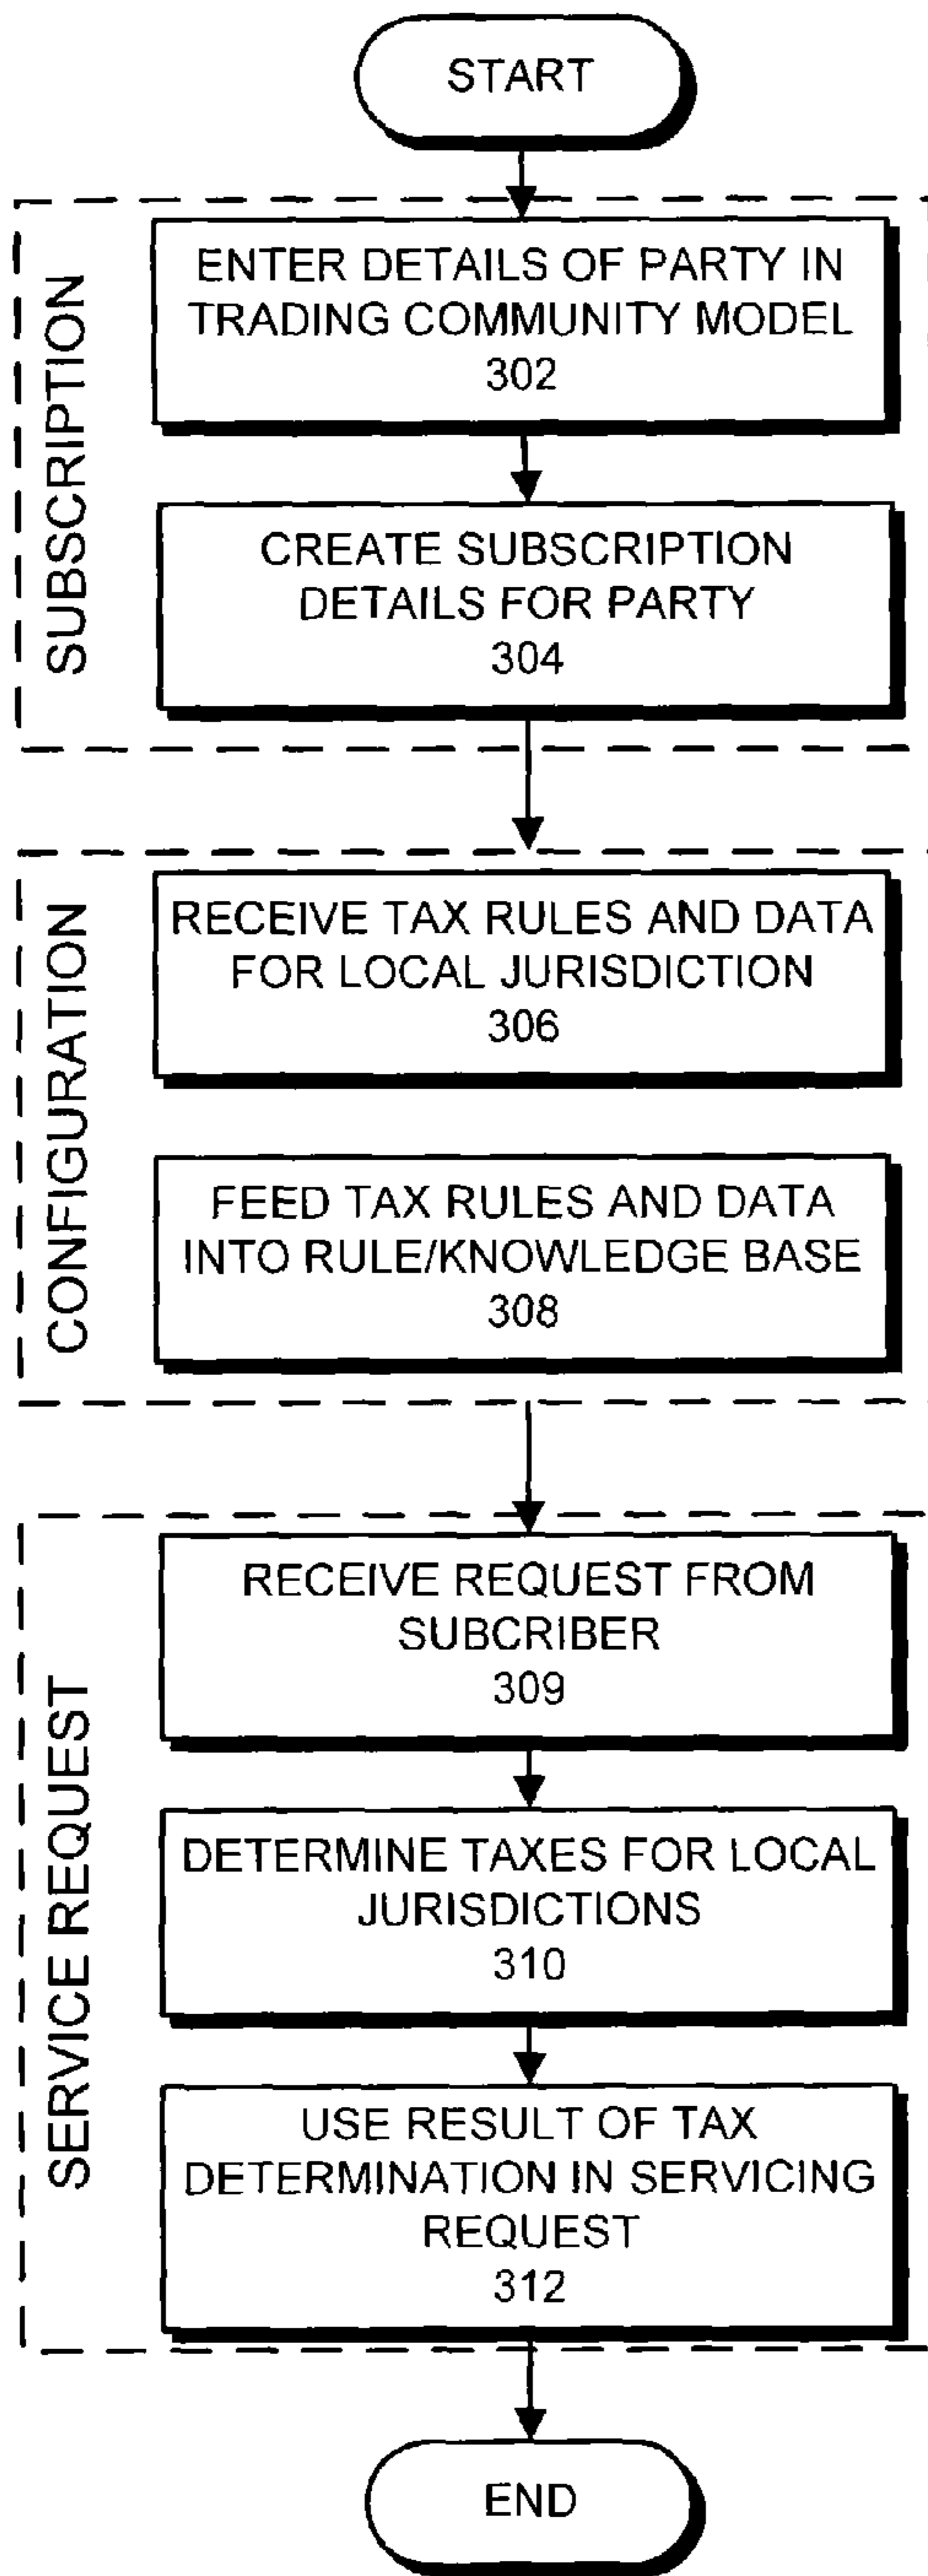 START
SUBSCRIPTION
ENTER DETAILS OF PARTY IN
TRADING COMMUNITY MODEL
302
CREATE SUBSCRIPTION
DETAILS FOR PARTY
304
CONFIGURATION
RECEIVE TAX RULES AND DATA
FOR LOCAL JURISDICTION
306
FEED TAX RULES AND DATA
INTO RULE/KNOWLEDGE BASE
308
SERVICE REQUEST
RECEIVE REQUEST FROM
SUBCRIBER
309
DETERMINE TAXES FOR LOCAL
JURISDICTIONS
310
USE RESULT OF TAX
DETERMINATION IN SERVICING
REQUEST
312
END